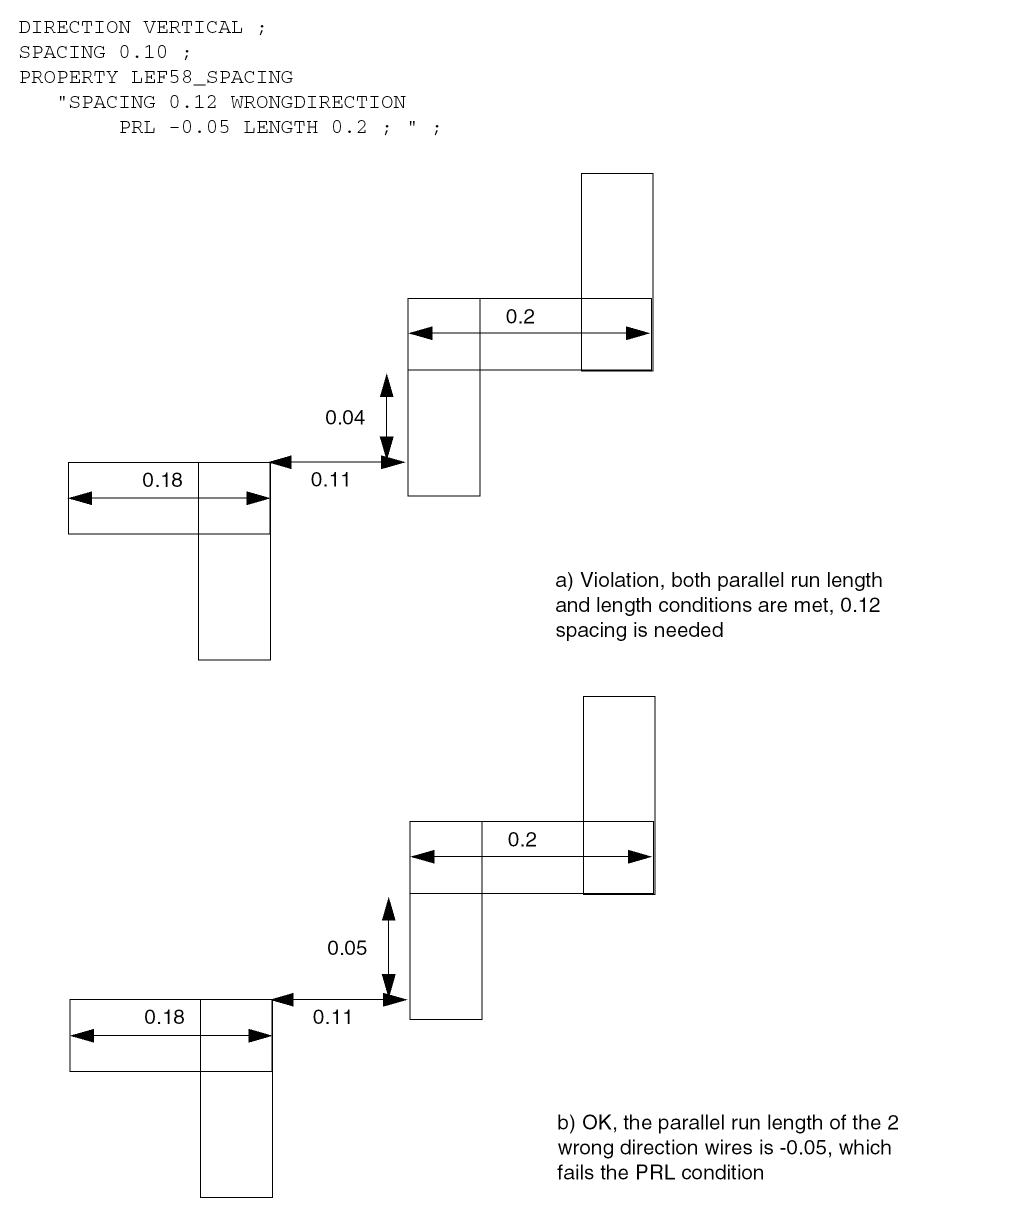 DIRECTION VERTICAL ;
SPACING 0.10 ;
PROPERTY LEF58_SPACING
"SPACING 0.12 WRONGDIRECTION
PRL -0.05 LENGTH 0.2 ; " ;
0.2
0.04
0.18
0.11
a) Violation, both parallel run length
and length conditions are met, 0.12
spacing is needed
0.2
0.05
0.18
0.11
b) OK, the parallel run length of the 2
wrong direction wires is -0.05, which
fails the PRL condition